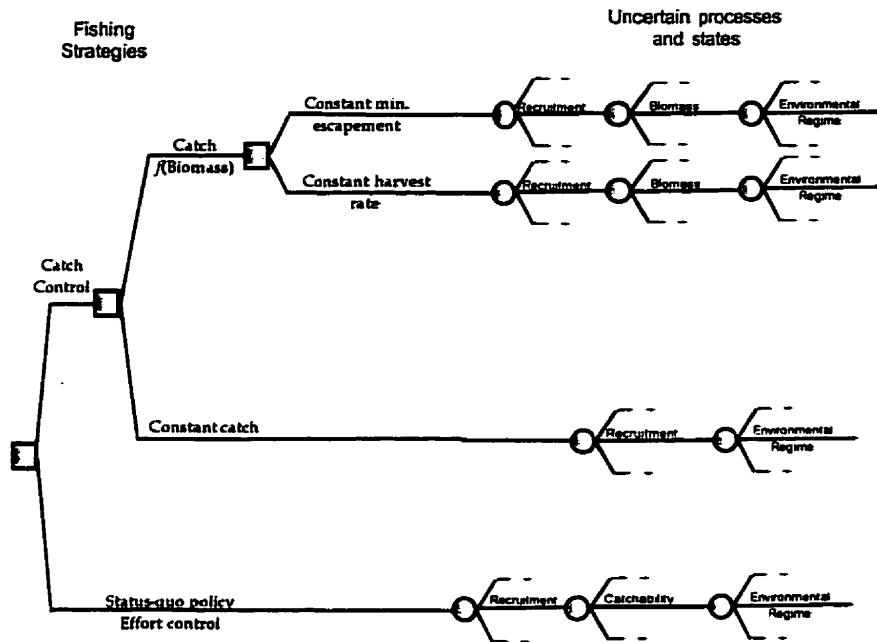 Fishing
Strategies
Uncertain processes
and states
Constant min.
escapement
Recruitment
Biomass
Environmental
Regime
Catch
f(Biomass)
Constant harvest
rate
Recruitment
Biomass
Environmental
Regime
Catch
Control
Constant catch
Recruitment
Environmental
Regime
Status-quo policy
Effort control
Recruitment
Catchability
Environmental
Regime